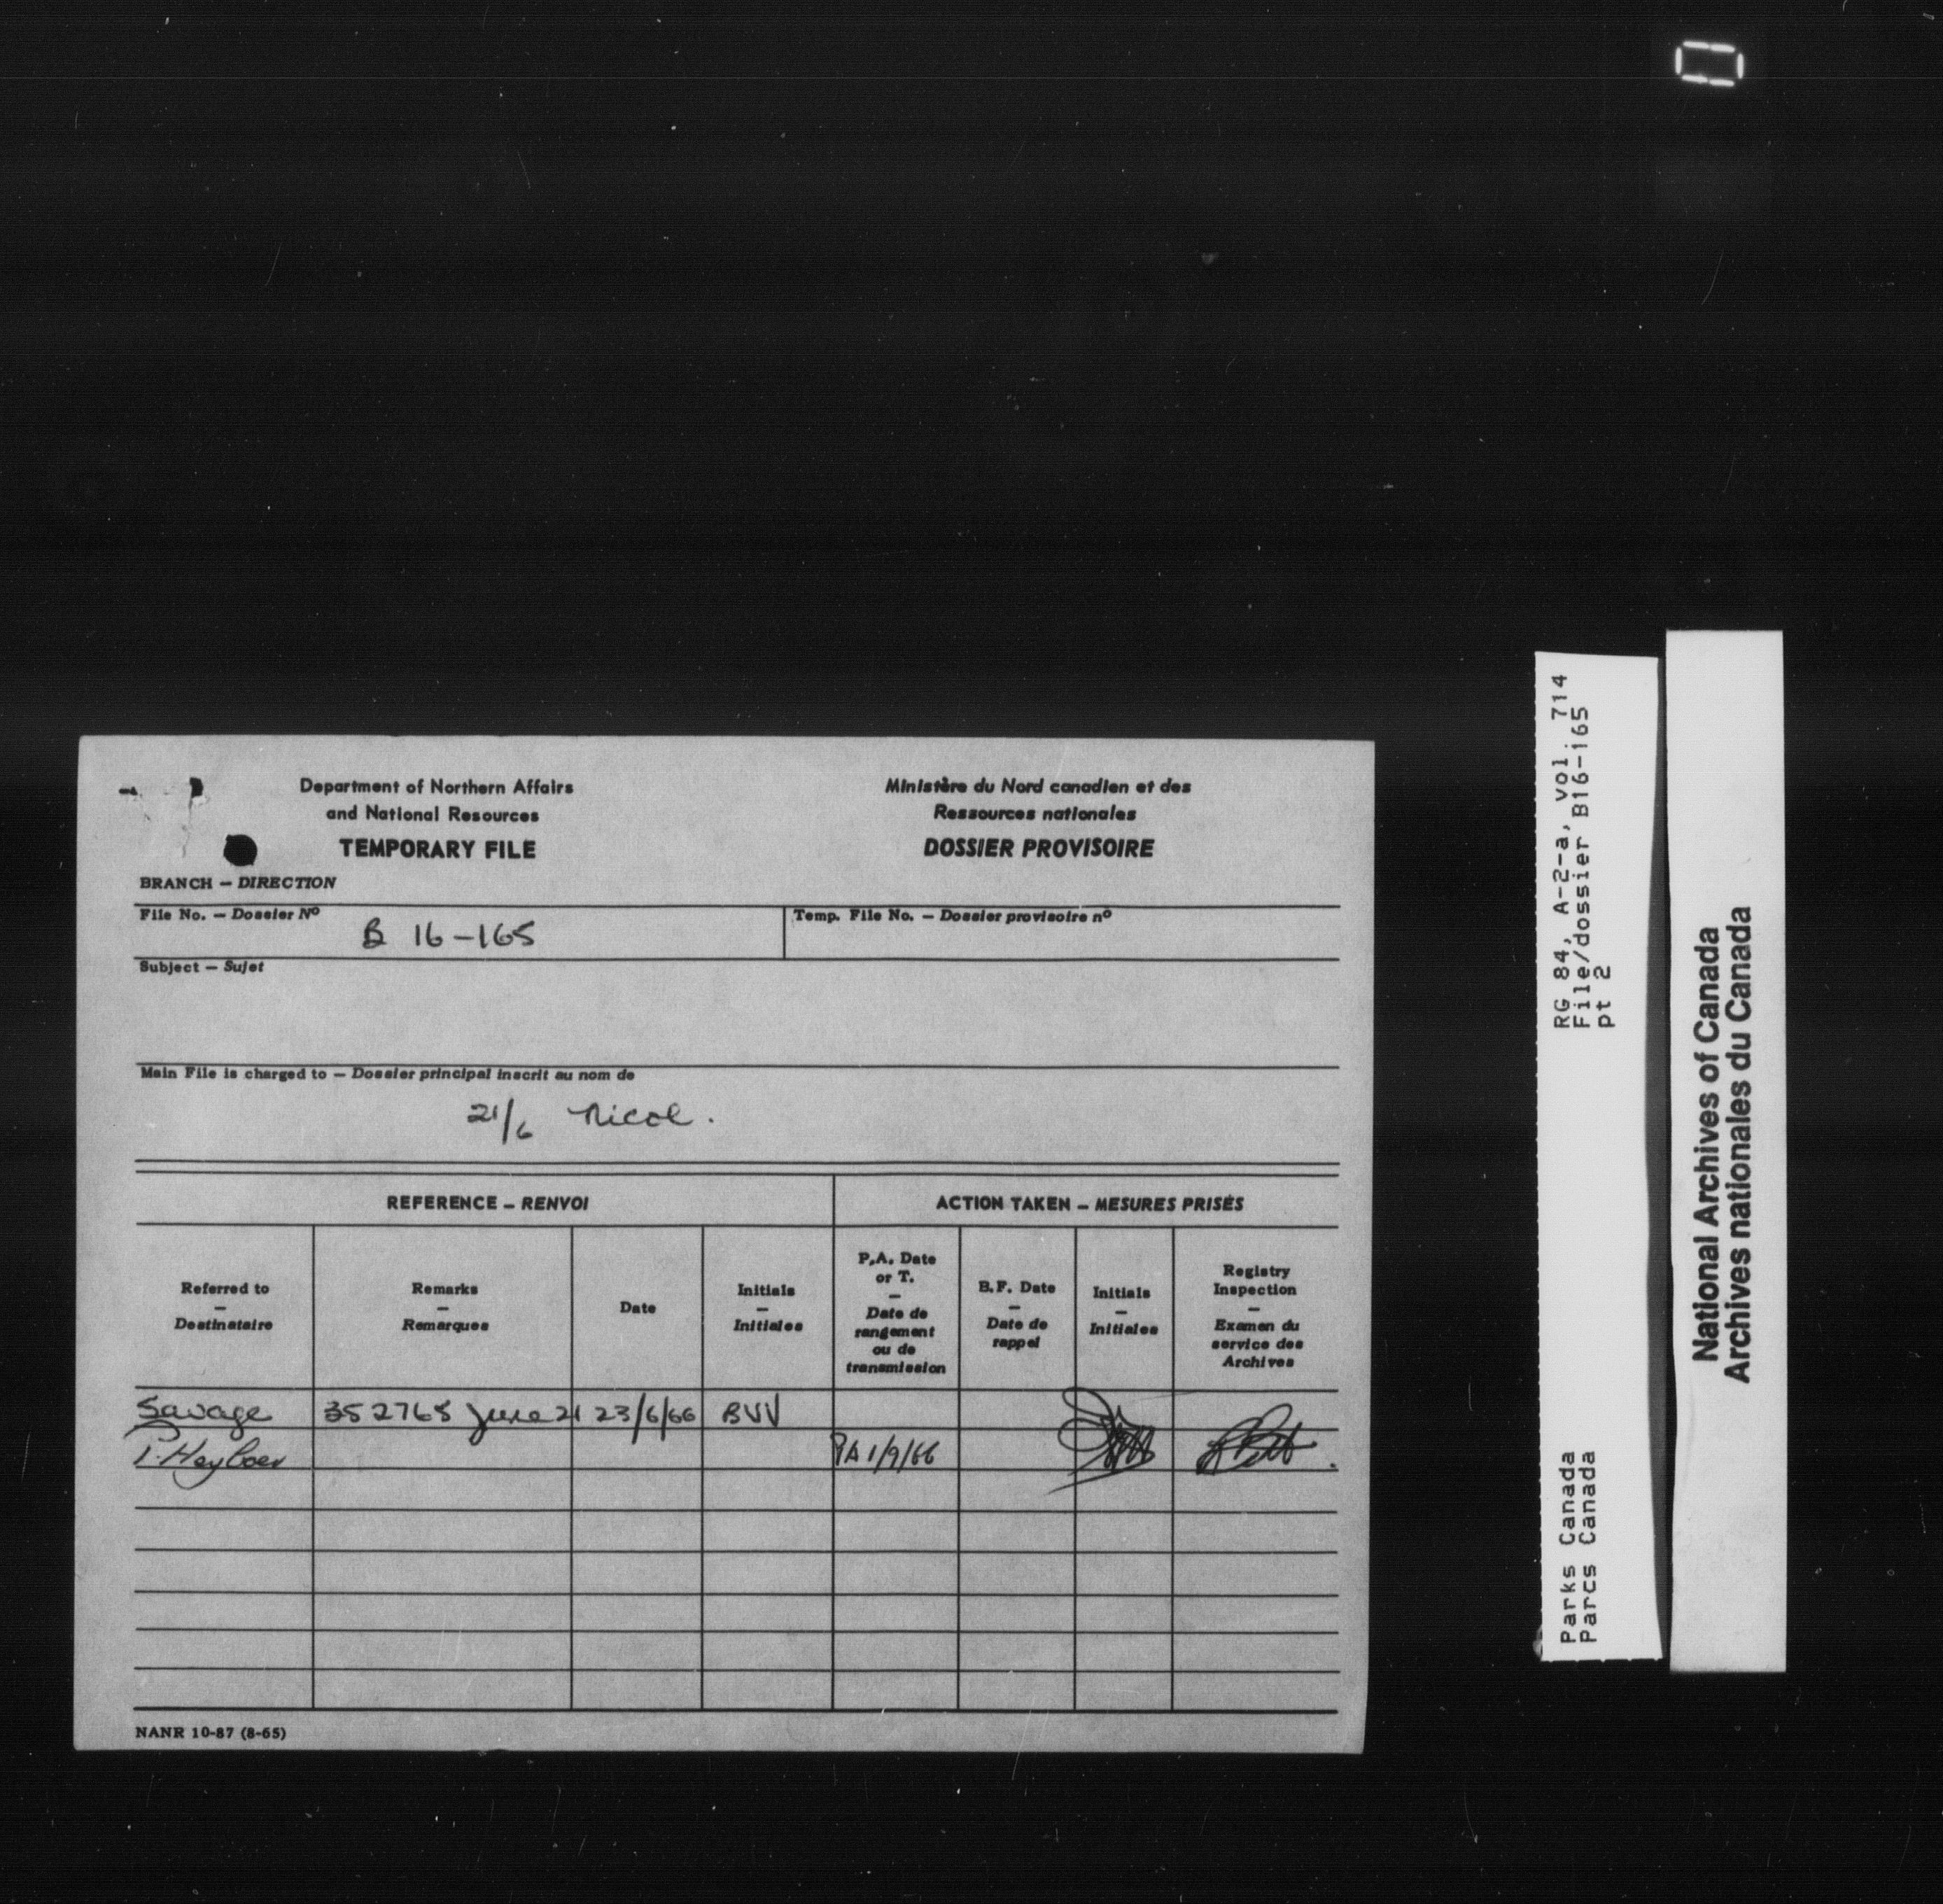 Department of Northern Affairs
and National Resources
TEMPORARY FILE
Ministère du Nord canadien et des
Ressources nationales
DOSSIER PROVISOIRE
BRANCH – DIRECTION
File No. – Dossier Nº
B 16-165
Temp. File No. – Dossier provisoire nº
Subject – Sujet
Main File is charged to – Dossier principal inscrit au nom de
21/6 Nicol.
REFERENCE – RENVOI
ACTION TAKEN – MESURES PRISÉS
Referred to
–
Destinataire
Remarks
–
Remarques
Date
Initials
–
Initiales
P.A. Date
or T.
–
Date de
rangement
ou de
transmission
B.F. Date
–
Date de
rappel
Initials
–
Initiales
Registry
Inspection
–
Examen du
service des
Archives
Savage 352765 June 21 23/6/66 BVV
PA 1/9/66
NANR 10-87 (8-65)
RG 84, A-2-a, vol. 714
File/dossier B16-165
pt 2
Parks Canada
Parcs Canada
National Archives of Canada
Archives nationales du Canada
0